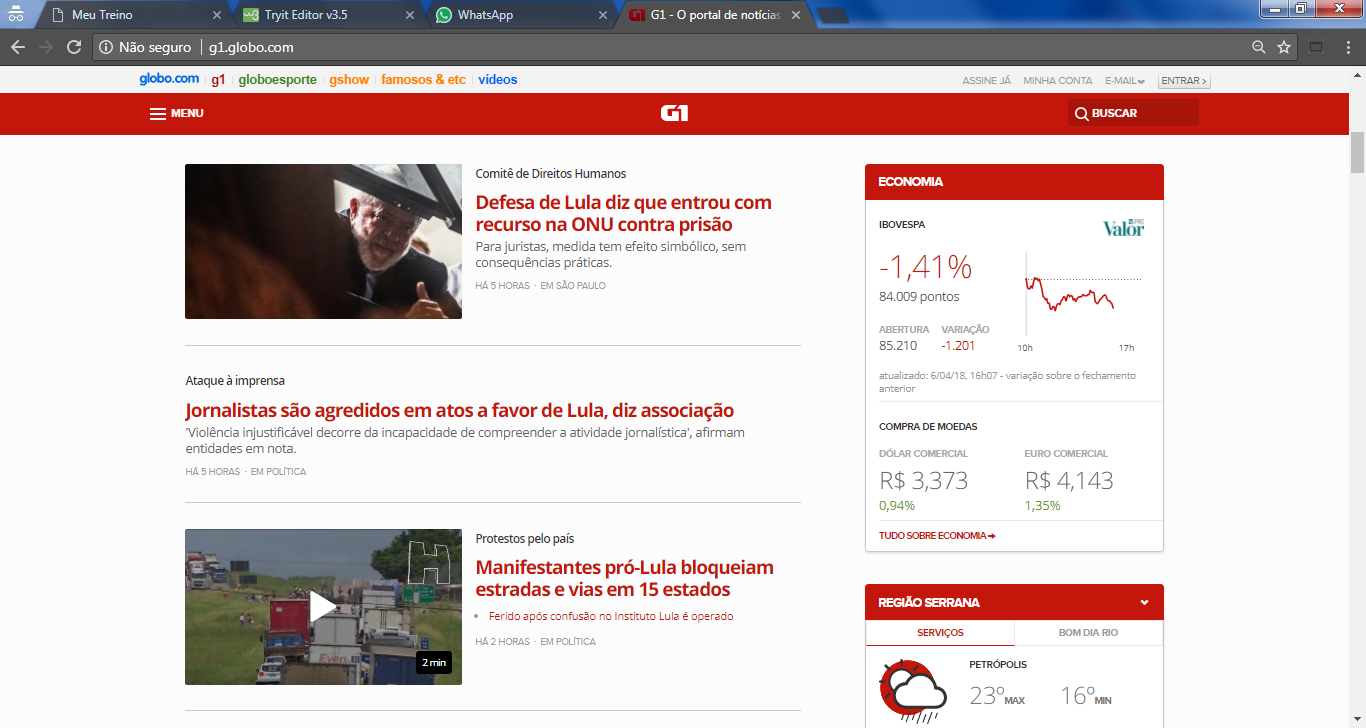 Meu Treino
Tryit Editor v3.5
WhatsApp
G1 - O portal de notícias
Não seguro | g1.globo.com
globo.com g1 globoesporte gshow famosos & etc vídeos
ASSINE JÁ MINHA CONTA E-MAIL ENTRAR ›
MENU
G1
BUSCAR
Comitê de Direitos Humanos
Defesa de Lula diz que entrou com
recurso na ONU contra prisão
Para juristas, medida tem efeito simbólico, sem
consequências práticas.
HÁ 5 HORAS · EM SÃO PAULO
Ataque à imprensa
Jornalistas são agredidos em atos a favor de Lula, diz associação
'Violência injustificável decorre da incapacidade de compreender a atividade jornalística', afirmam
entidades em nota.
HÁ 5 HORAS · EM POLÍTICA
2 min
Protestos pelo país
Manifestantes pró-Lula bloqueiam
estradas e vias em 15 estados
Ferido após confusão no Instituto Lula é operado
HÁ 2 HORAS · EM POLÍTICA
ECONOMIA
IBOVESPA
Valor PRO
-1,41%
84.009 pontos
ABERTURA VARIAÇÃO
85.210 -1.201
10h 17h
atualizado: 6/04/18, 16h07 - variação sobre o fechamento
anterior
COMPRA DE MOEDAS
DÓLAR COMERCIAL EURO COMERCIAL
R$ 3,373 R$ 4,143
0,94% 1,35%
TUDO SOBRE ECONOMIA
REGIÃO SERRANA
SERVIÇOS BOM DIA RIO
PETRÓPOLIS
23º MAX 16º MIN